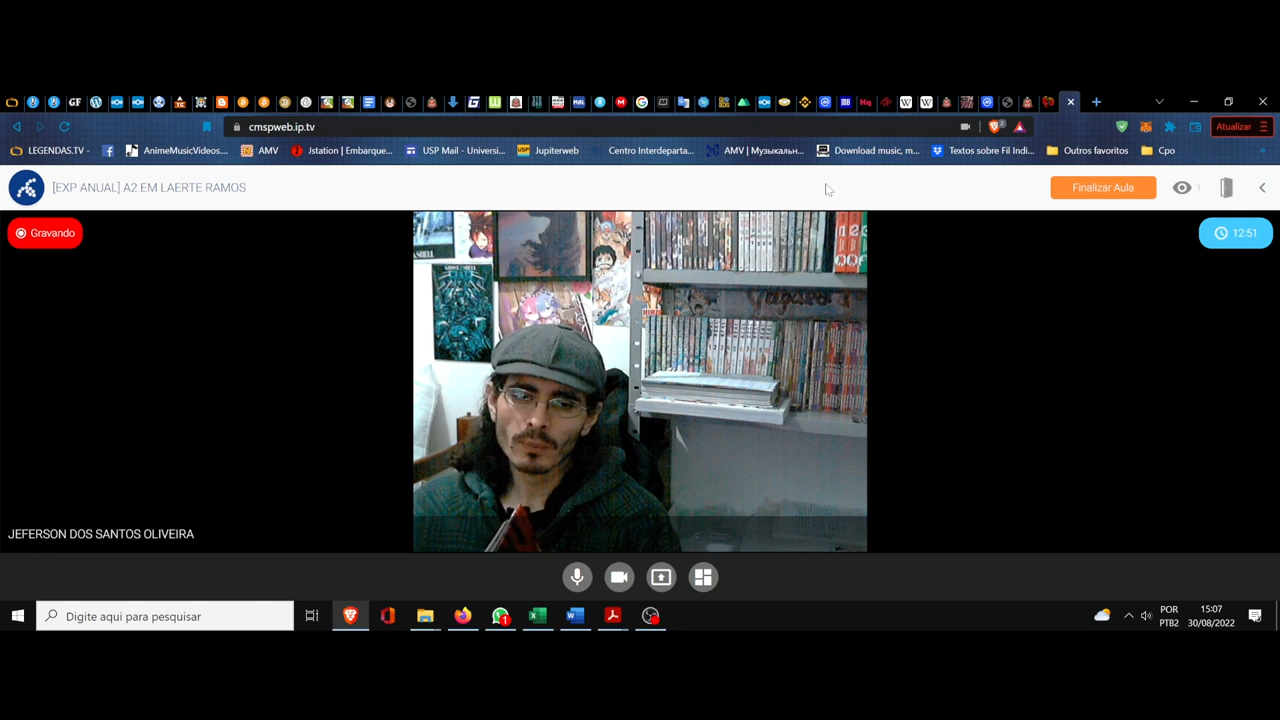 cmspweb.ip.tv
Atualizar
LEGENDAS.TV -
AnimeMusicVideos....
AMV
Jstation | Embarque...
USP Mail - Universi...
Jupiterweb
Centro Interdeparta...
AMV | Музыкальн...
Download music, m...
Textos sobre Fil Indi...
Outros favoritos
Cpo
[EXP ANUAL] A2 EM LAERTE RAMOS
Finalizar Aula
1
Gravando
12:51
JEFERSON DOS SANTOS OLIVEIRA
Digite aqui para pesquisar
1
POR
PTB2
15:07
30/08/2022